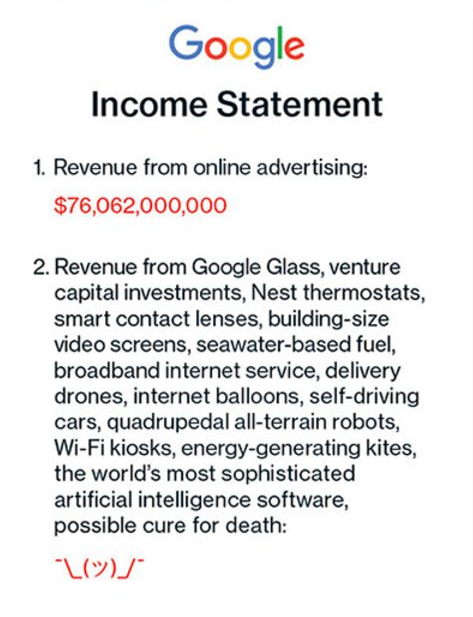 Google
Income Statement
1. Revenue from online advertising:
$76,062,000,000
2. Revenue from Google Glass, venture
capital investments, Nest thermostats,
smart contact lenses, building-size
video screens, seawater-based fuel,
broadband internet service, delivery
drones, internet balloons, self-driving
cars, quadrupedal all-terrain robots,
Wi-Fi kiosks, energy-generating kites,
the world's most sophisticated
artificial intelligence software,
possible cure for death:
¯\_(ツ)_/¯